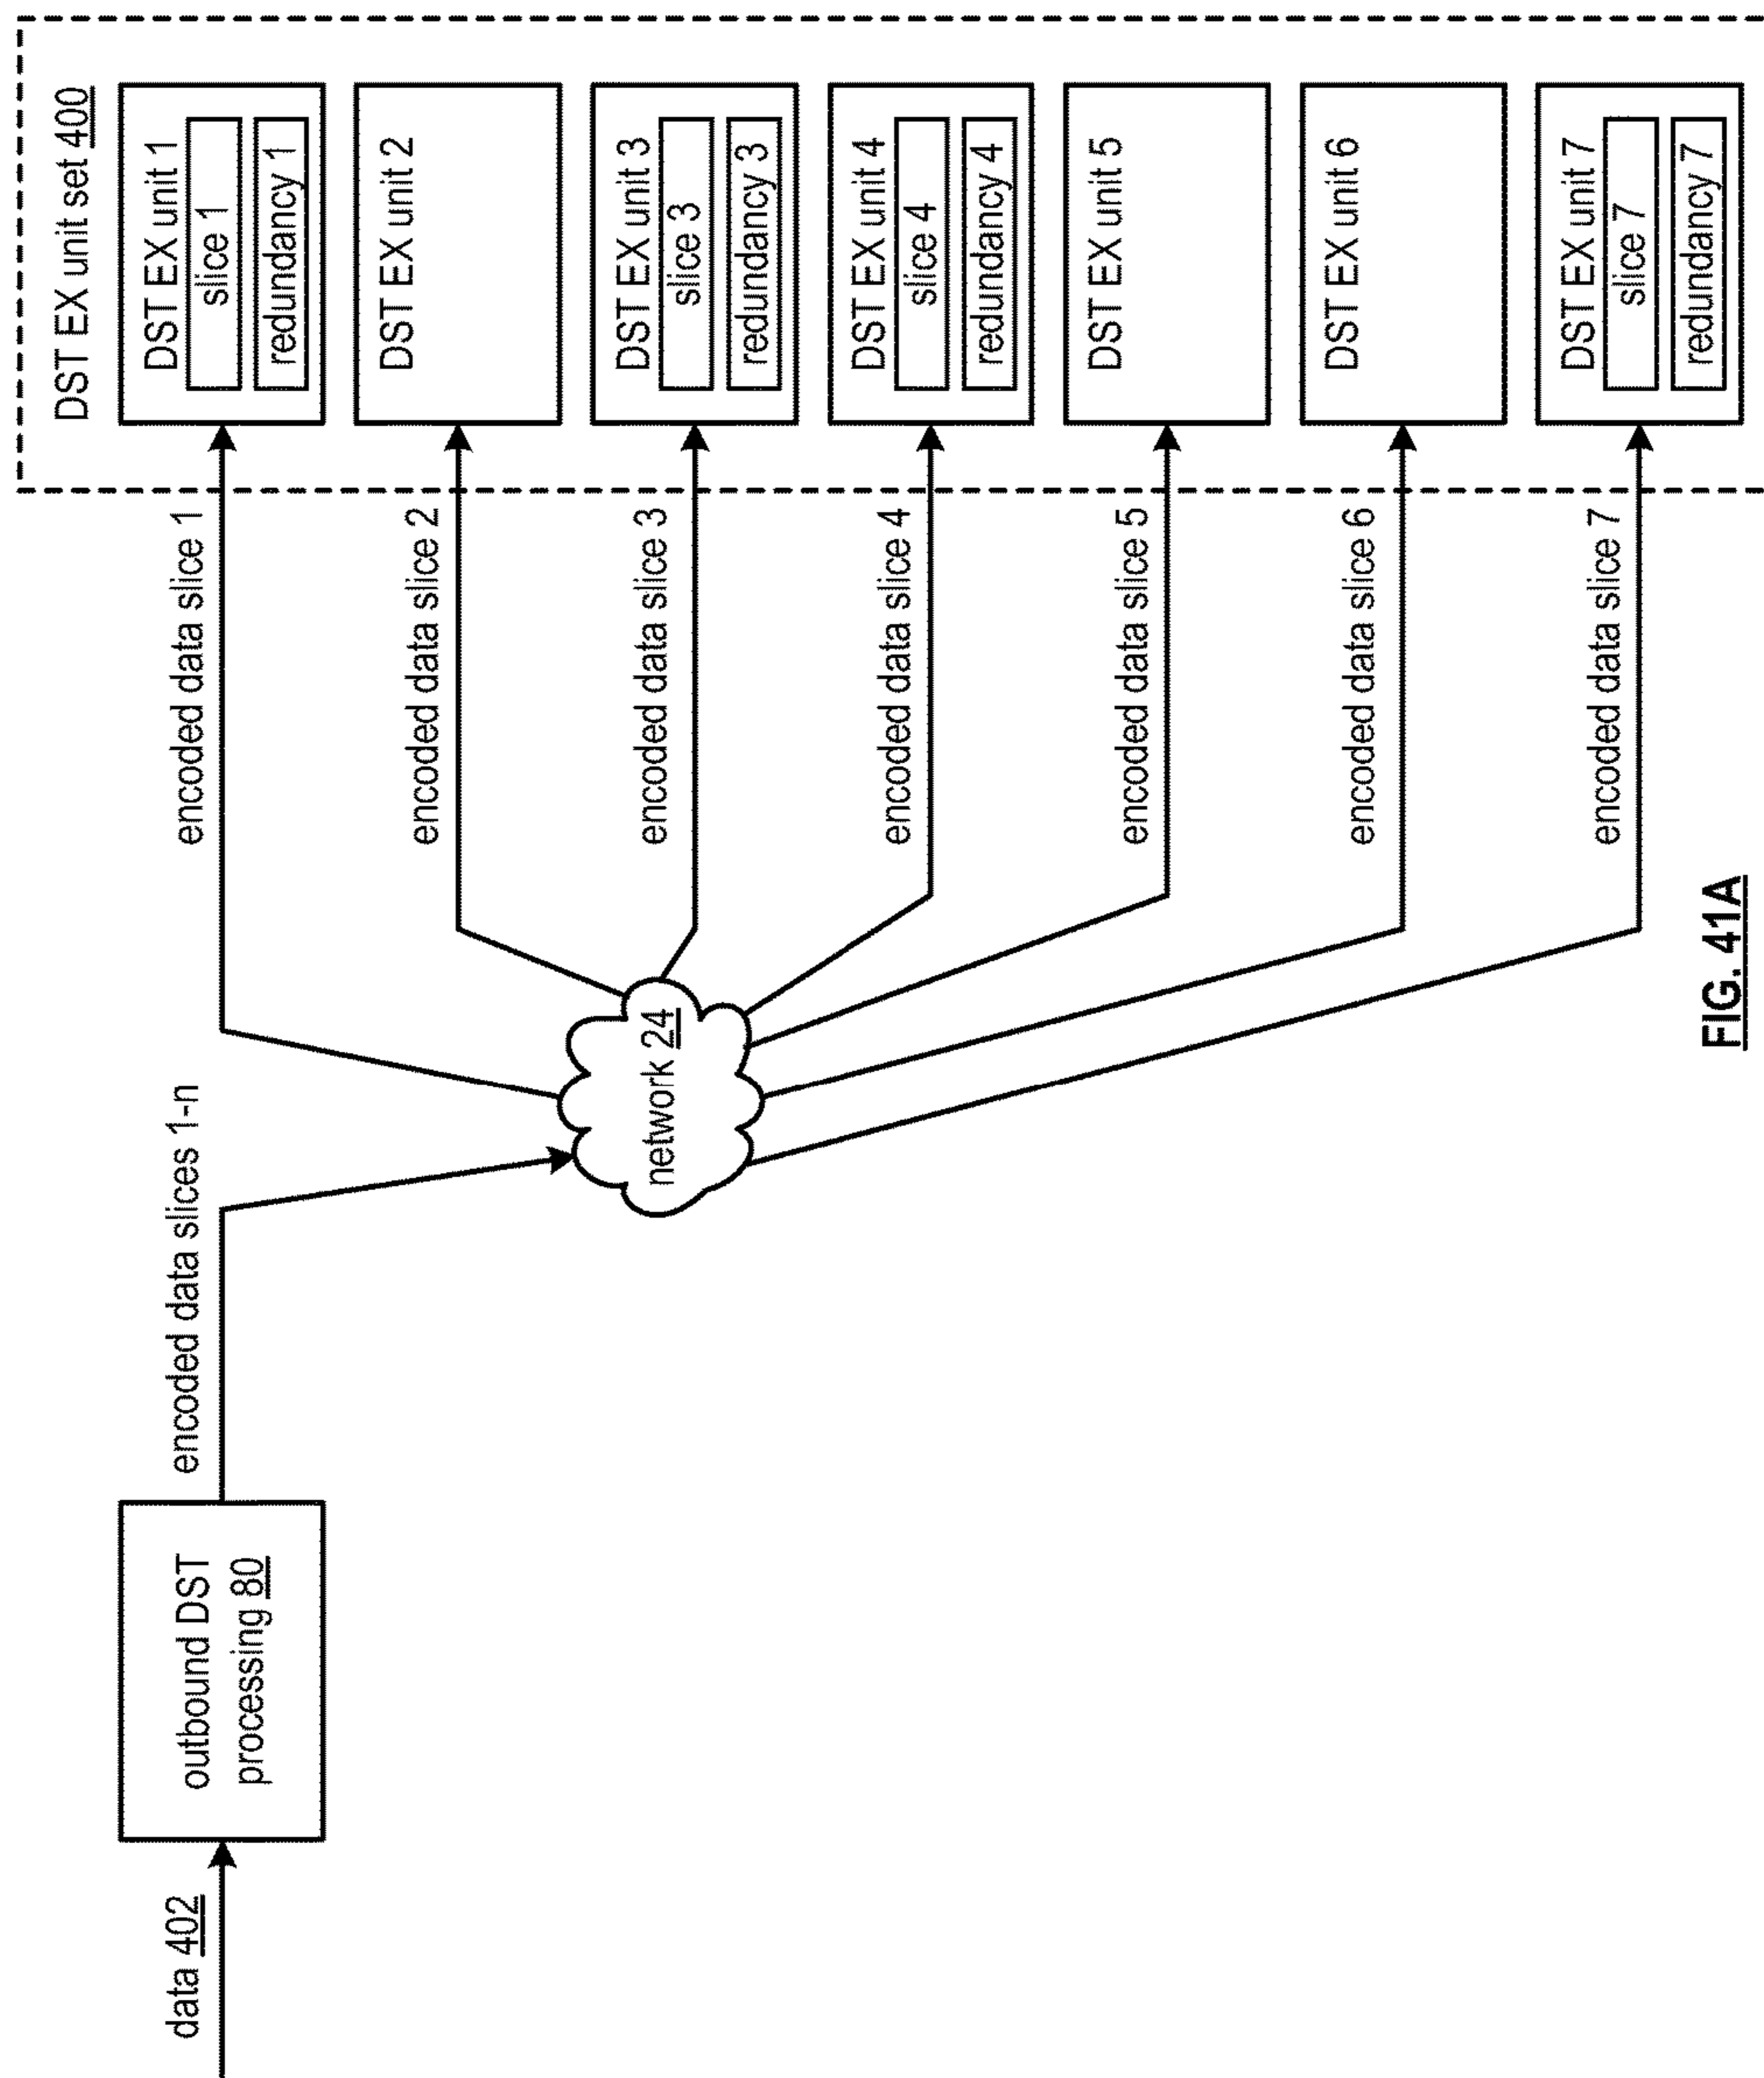 data 402
outbound DST
processing 80
encoded data slices 1-n
network 24
encoded data slice 1
encoded data slice 2
encoded data slice 3
encoded data slice 4
encoded data slice 5
encoded data slice 6
encoded data slice 7
DST EX unit set 400
DST EX unit 1
slice 1
redundancy 1
DST EX unit 2
DST EX unit 3
slice 3
redundancy 3
DST EX unit 4
slice 4
redundancy 4
DST EX unit 5
DST EX unit 6
DST EX unit 7
slice 7
redundancy 7
FIG. 41A